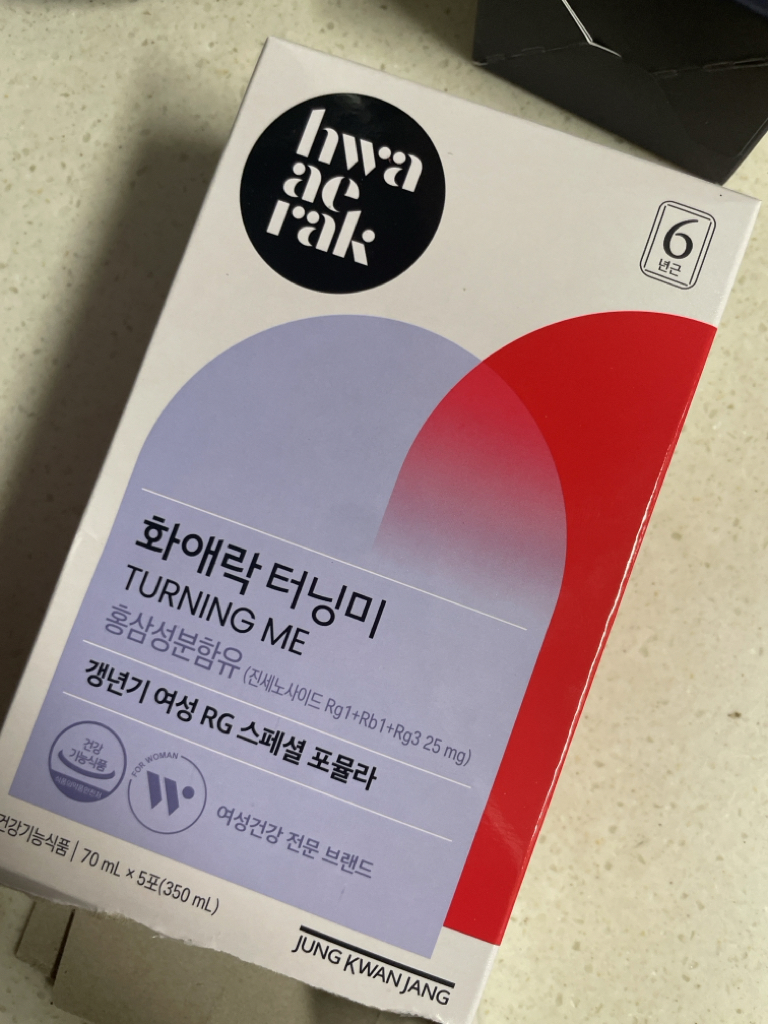 hwa
ae
rak
6
년근
화애락 터닝미
TURNING ME
홍삼성분함유 (진세노사이드 Rg1+Rb1+Rg3 25 mg)
갱년기 여성 RG 스페셜 포뮬라
건강
기능식품
FOR WOMAN
W
여성건강 전문 브랜드
건강기능식품 | 70 mL × 5포(350 mL)
JUNG KWAN JANG